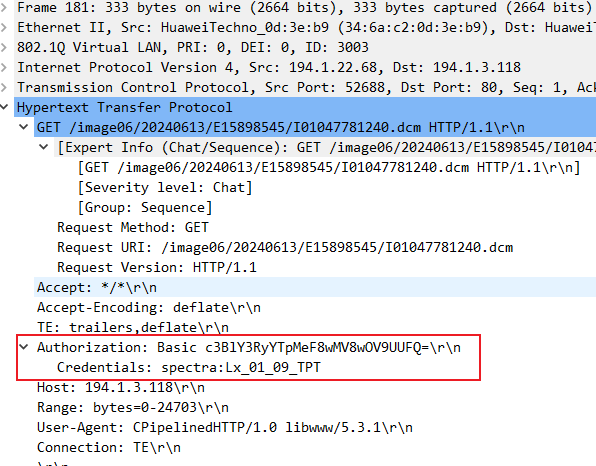 Frame 181: 333 bytes on wire (2664 bits), 333 bytes captured (2664 bits)
Ethernet II, Src: HuaweiTechno_0d:3e:b9 (34:6a:c2:0d:3e:b9), Dst: HuaweiT
802.1Q Virtual LAN, PRI: 0, DEI: 0, ID: 3003
Internet Protocol Version 4, Src: 194.1.22.68, Dst: 194.1.3.118
Transmission Control Protocol, Src Port: 52688, Dst Port: 80, Seq: 1, Ack
Hypertext Transfer Protocol
GET /image06/20240613/E15898545/I01047781240.dcm HTTP/1.1\r\n
[Expert Info (Chat/Sequence): GET /image06/20240613/E15898545/I01047
[GET /image06/20240613/E15898545/I01047781240.dcm HTTP/1.1\r\n]
[Severity level: Chat]
[Group: Sequence]
Request Method: GET
Request URI: /image06/20240613/E15898545/I01047781240.dcm
Request Version: HTTP/1.1
Accept: */*\r\n
Accept-Encoding: deflate\r\n
TE: trailers,deflate\r\n
Authorization: Basic c3BlY3RyYTpMeF8wMV8wOV9UUFQ=\r\n
Credentials: spectra:Lx_01_09_TPT
Host: 194.1.3.118\r\n
Range: bytes=0-24703\r\n
User-Agent: CPipelinedHTTP/1.0 libwww/5.3.1\r\n
Connection: TE\r\n
\r\n